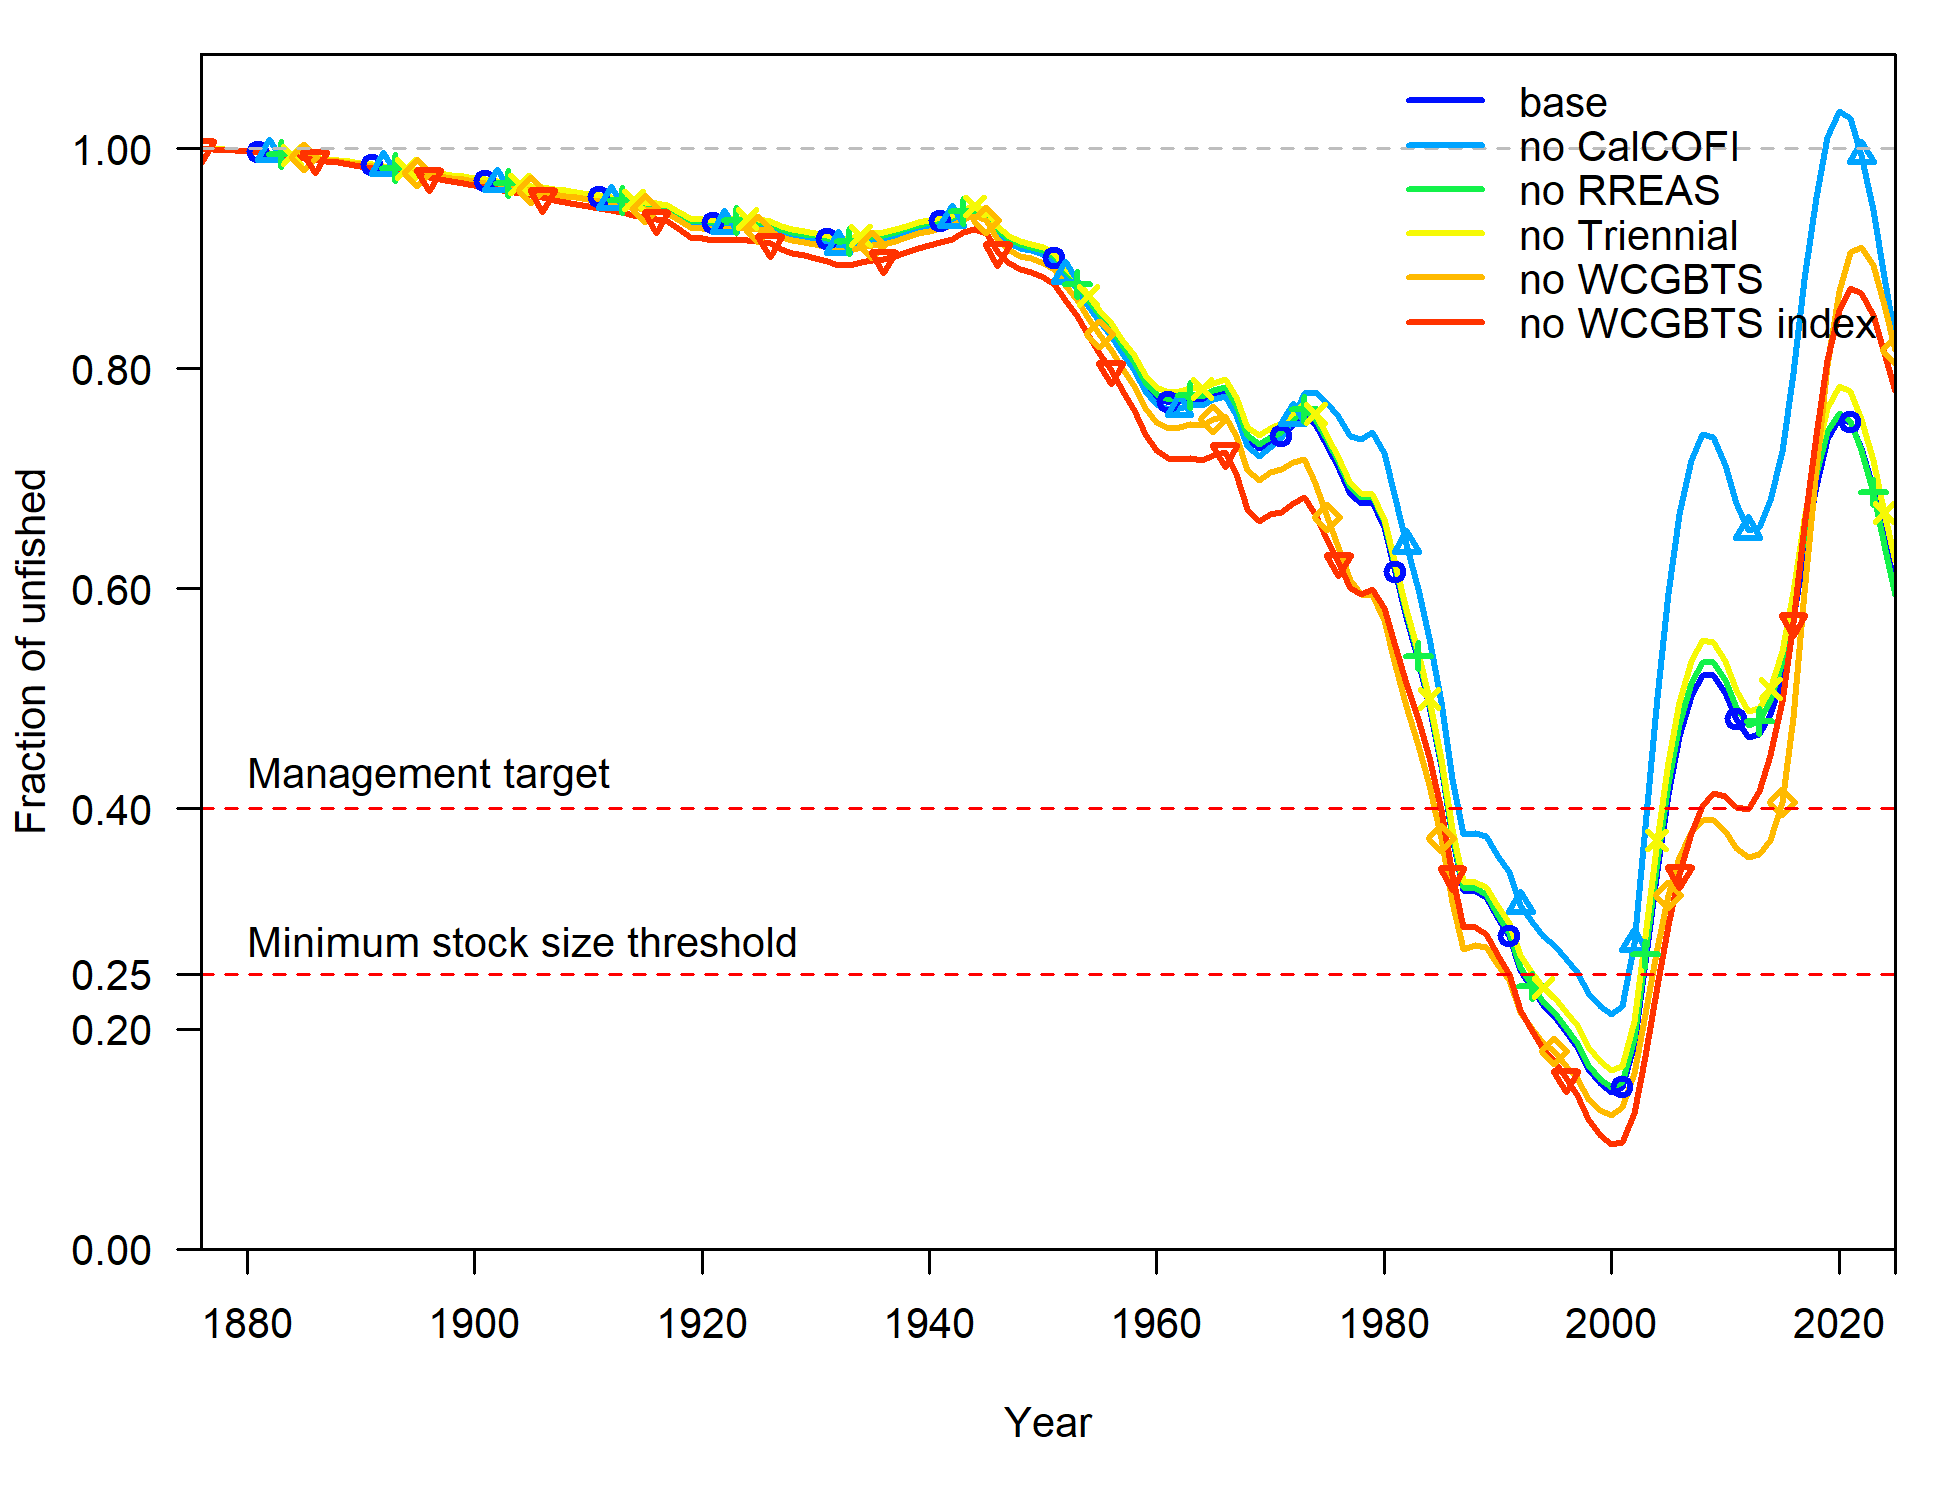 base
no CalCOFI
no RREAS
no Triennial
no WCGBTS
no WCGBTS index
1.00
0.80
0.60
0.40
0.25
0.20
0.00
Fraction of unfished
Management target
Minimum stock size threshold
1880 1900 1920 1940 1960 1980 2000 2020
Year